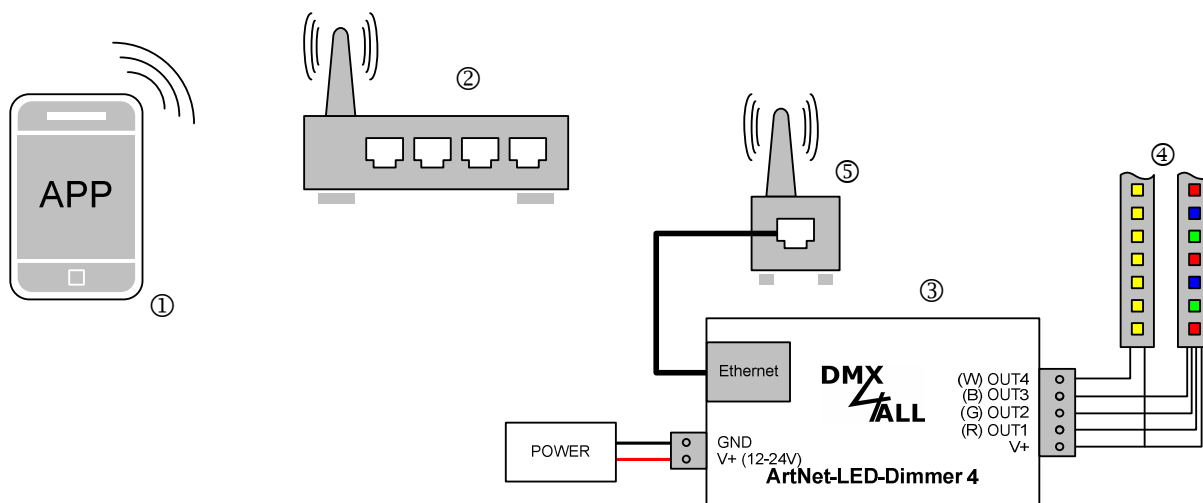 APP
①
②
⑤
④
③
Ethernet
DMX
4
ALL
(W) OUT4
(B) OUT3
(G) OUT2
(R) OUT1
V+
POWER
GND
V+ (12-24V)
ArtNet-LED-Dimmer 4